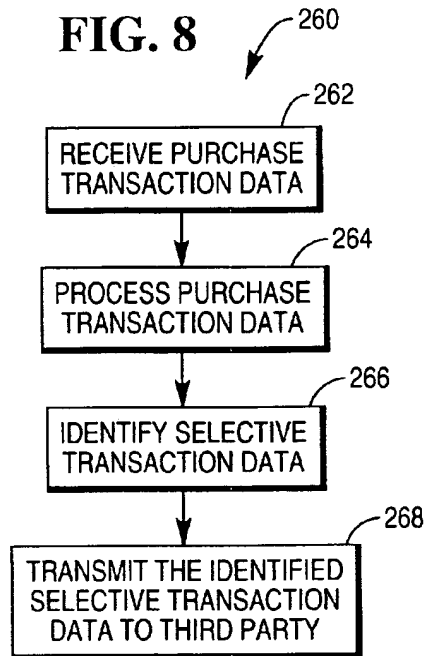 FIG. 8
260
262
RECEIVE PURCHASE
TRANSACTION DATA
264
PROCESS PURCHASE
TRANSACTION DATA
266
IDENTIFY SELECTIVE
TRANSACTION DATA
268
TRANSMIT THE IDENTIFIED
SELECTIVE TRANSACTION
DATA TO THIRD PARTY